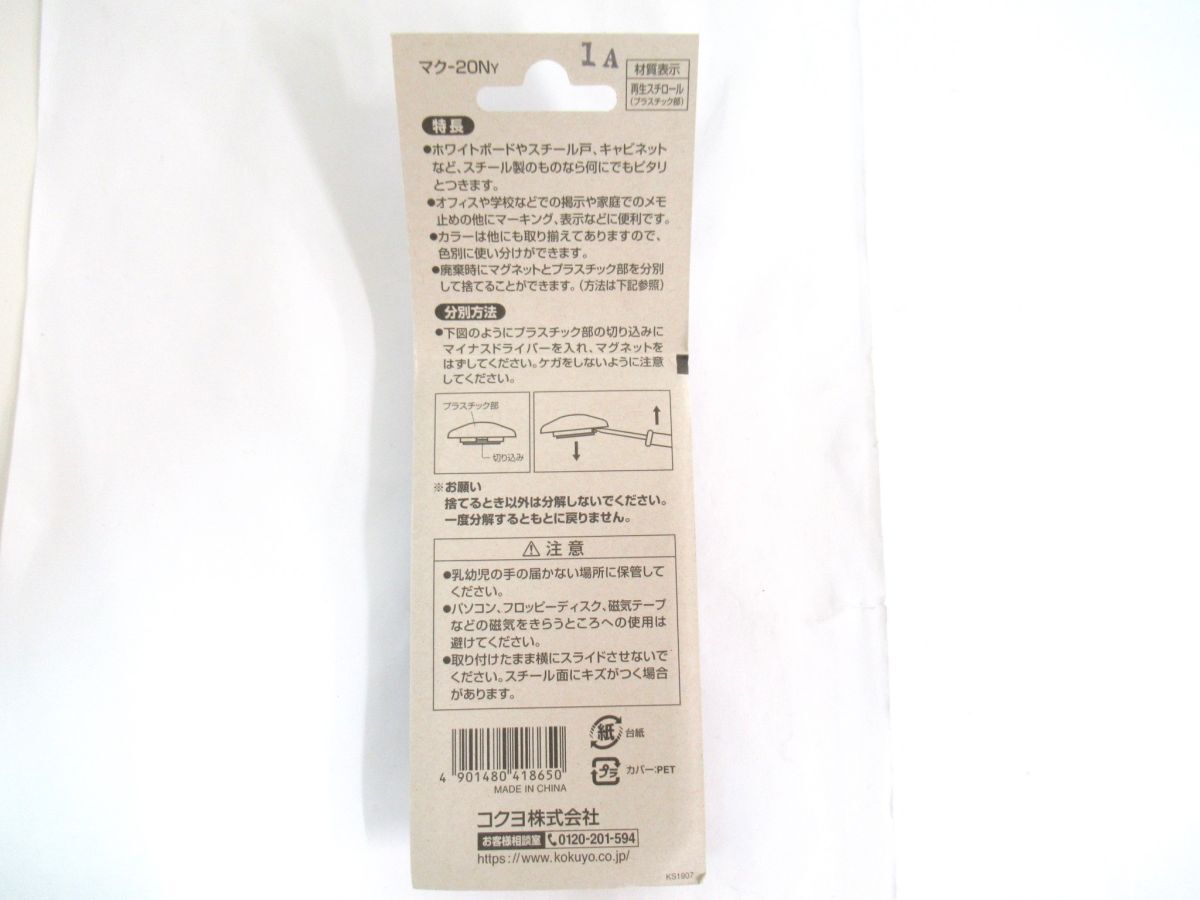 マク-20NY
1A
材質表示
再生スチロール
(プラスチック部)
特長
●ホワイトボードやスチール戸、キャビネット
など、スチール製のものなら何にでもピタリ
とつきます。
●オフィスや学校などでの掲示や家庭でのメモ
止めの他にマーキング、表示などに便利です。
●カラーは他にも取り揃えてありますので、
色別に使い分けができます。
●廃棄時にマグネットとプラスチック部を分別
して捨てることができます。(方法は下記参照)
分別方法
●下図のようにプラスチック部の切り込みに
マイナスドライバーを入れ、マグネットを
はずしてください。ケガをしないように注意
してください。
プラスチック部
切り込み
※お願い
捨てるとき以外は分解しないでください。
一度分解するともとに戻りません。
⚠注意
●乳幼児の手の届かない場所に保管して
ください。
●パソコン、フロッピーディスク、磁気テープ
などの磁気をきらうところへの使用は
避けてください。
●取り付けたまま横にスライドさせないで
ください。スチール面にキズがつく場合
があります。
紙 台紙
プラ カバー:PET
4 901480 418650
MADE IN CHINA
コクヨ株式会社
お客様相談室 0120-201-594
https://www.kokuyo.co.jp/
KS1907